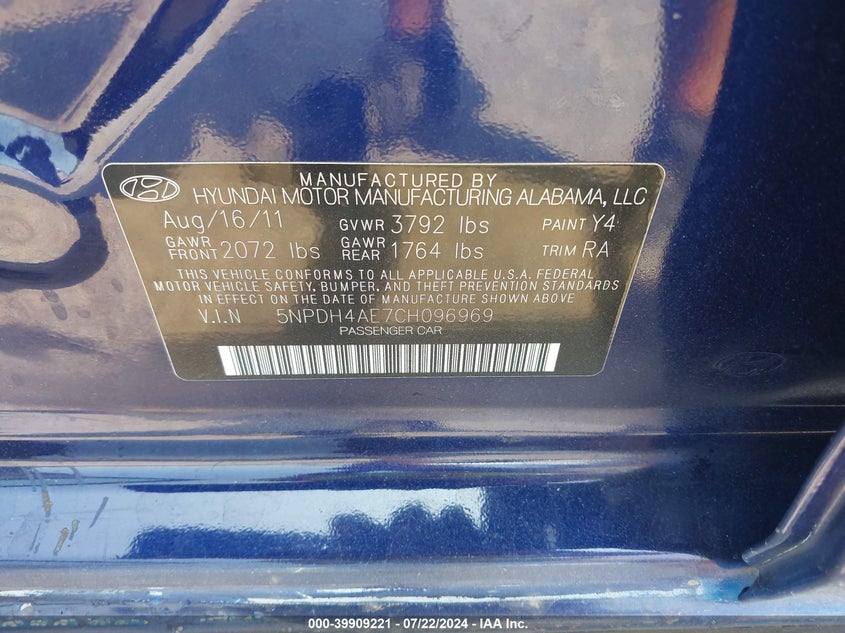 MANUFACTURED BY
HYUNDAI MOTOR MANUFACTURING ALABAMA, LLC
Aug/16/11 GVWR 3792 lbs PAINT Y4
GAWR FRONT 2072 lbs GAWR REAR 1764 lbs TRIM RA
THIS VEHICLE CONFORMS TO ALL APPLICABLE U.S.A. FEDERAL
MOTOR VEHICLE SAFETY, BUMPER, AND THEFT PREVENTION STANDARDS
IN EFFECT ON THE DATE OF MANUFACTURE SHOWN ABOVE
V.I.N 5NPDH4AE7CH096969
PASSENGER CAR
000-39909221 - 07/22/2024 - IAA Inc.